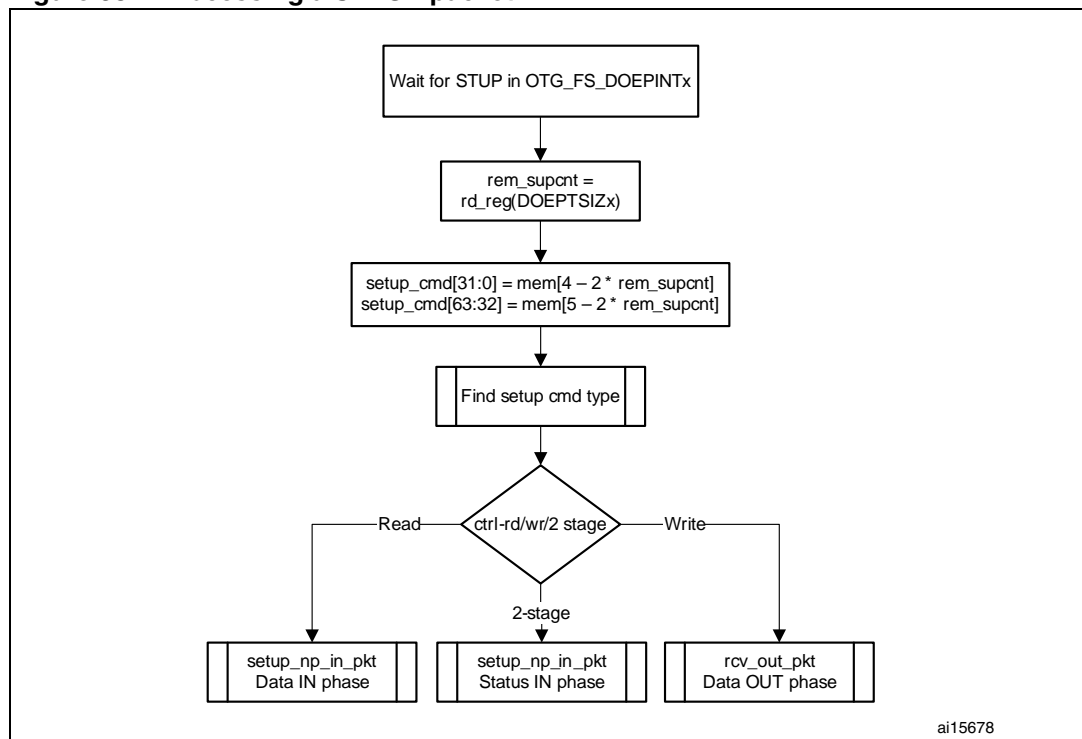 Wait for STUP in OTG_FS_DOEPINTx
rem_supcnt =
rd_reg(DOEPTSIZx)
setup_cmd[31:0] = mem[4 – 2 * rem_supcnt]
setup_cmd[63:32] = mem[5 – 2 * rem_supcnt]
Find setup cmd type
Read
ctrl-rd/wr/2 stage
Write
2-stage
setup_np_in_pkt
Data IN phase
setup_np_in_pkt
Status IN phase
rcv_out_pkt
Data OUT phase
ai15678